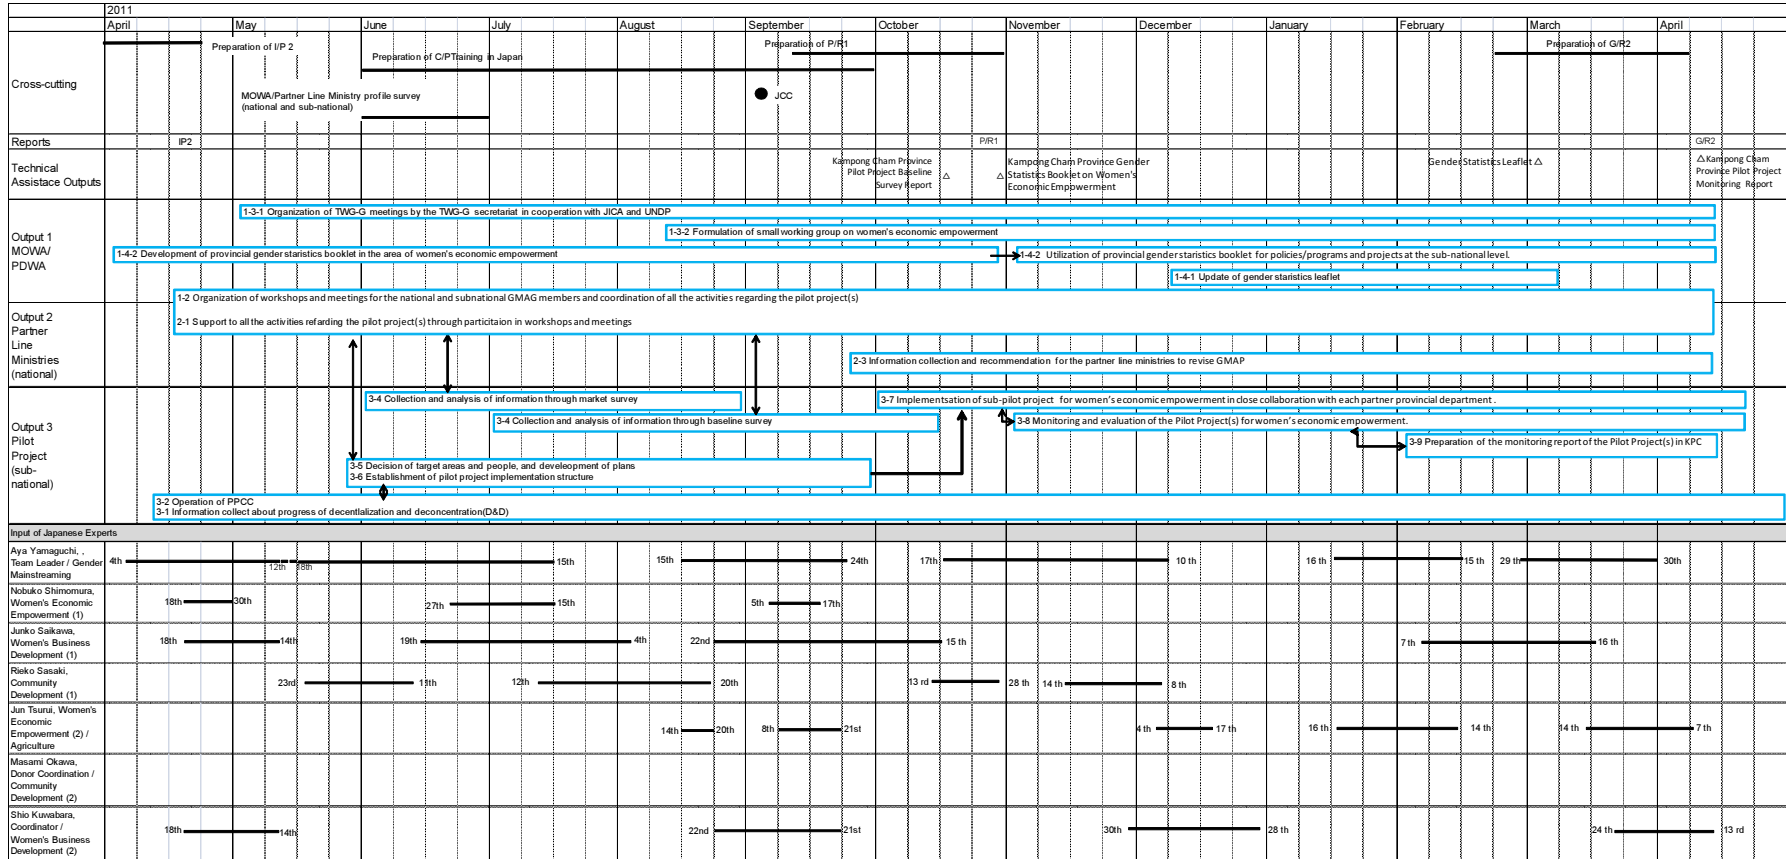 2011
April May June July August September October November December January February March April
Cross-cutting
Preparation of I/P 2
Preparation of P/R1
Preparation of G/R2
Preparation of C/PTraining in Japan
MOWA/Partner Line Ministry profile survey
(national and sub-national)
JCC
Reports
IP2
P/R1
G/R2
Technical
Assistace Outputs
Kampong Cham Province
Pilot Project Baseline
Survey Report
△
△
Kampong Cham Province Gender
Statistics Booklet on Women's
Economic Empowerment
Gender Statistics Leaflet △
△Kampong Cham
Province Pilot Project
Monitoring Report
Output 1
MOWA/
PDWA
1-3-1 Organization of TWG-G meetings by the TWG-G secretariat in cooperation with JICA and UNDP
1-3-2 Formulation of small working group on women's economic empowerment
1-4-2 Development of provincial gender statistics booklet in the area of women's economic empowerment
1-4-2 Utilization of provincial gender statistics booklet for policies/programs and projects at the sub-national level.
1-4-1 Update of gender statistics leaflet
1-2 Organization of workshops and meetings for the national and subnational GMAG members and coordination of all the activities regarding the pilot project(s)
Output 2
Partner
Line
Ministries
(national)
2-1 Support to all the activities refarding the pilot project(s) through particitaion in workshops and meetings
2-3 Information collection and recommendation for the partner line ministries to revise GMAP
Output 3
Pilot
Project
(sub-
national)
3-4 Collection and analysis of information through market survey
3-7 Implementsation of sub-pilot project for women's economic empowerment in close collaboration with each partner provincial department .
3-4 Collection and analysis of information through baseline survey
3-8 Monitoring and evaluation of the Pilot Project(s) for women's economic empowerment.
3-9 Preparation of the monitoring report of the Pilot Project(s) in KPC
3-5 Decision of target areas and people, and develeopment of plans
3-6 Establishment of pilot project implementation structure
3-2 Operation of PPCC
3-1 Information collect about progress of decentlalization and deconcentration(D&D)
Input of Japanese Experts
Aya Yamaguchi, ,
Team Leader / Gender
Mainstreaming
4th 12th 18th 15th 15th 24th 17th 10 th 16 th 15 th 29 th 30th
Nobuko Shimomura,
Women's Economic
Empowerment (1)
18th 30th 27th 15th 5th 17th
Junko Saikawa,
Women's Business
Development (1)
18th 14th 19th 4th 22nd 15 th 7 th 16 th
Rieko Sasaki,
Community
Development (1)
23rd 11th 12th 20th 13 rd 28 th 14 th 8 th
Jun Tsurui, Women's
Economic
Empowerment (2) /
Agriculture
14th 20th 8th 21st 4 th 17 th 16 th 14 th 14 th 7 th
Masami Okawa,
Donor Coordination /
Community
Development (2)
Shio Kuwabara,
Coordinator /
Women's Business
Development (2)
18th 14th 22nd 21st 30th 28 th 24 th 13 rd